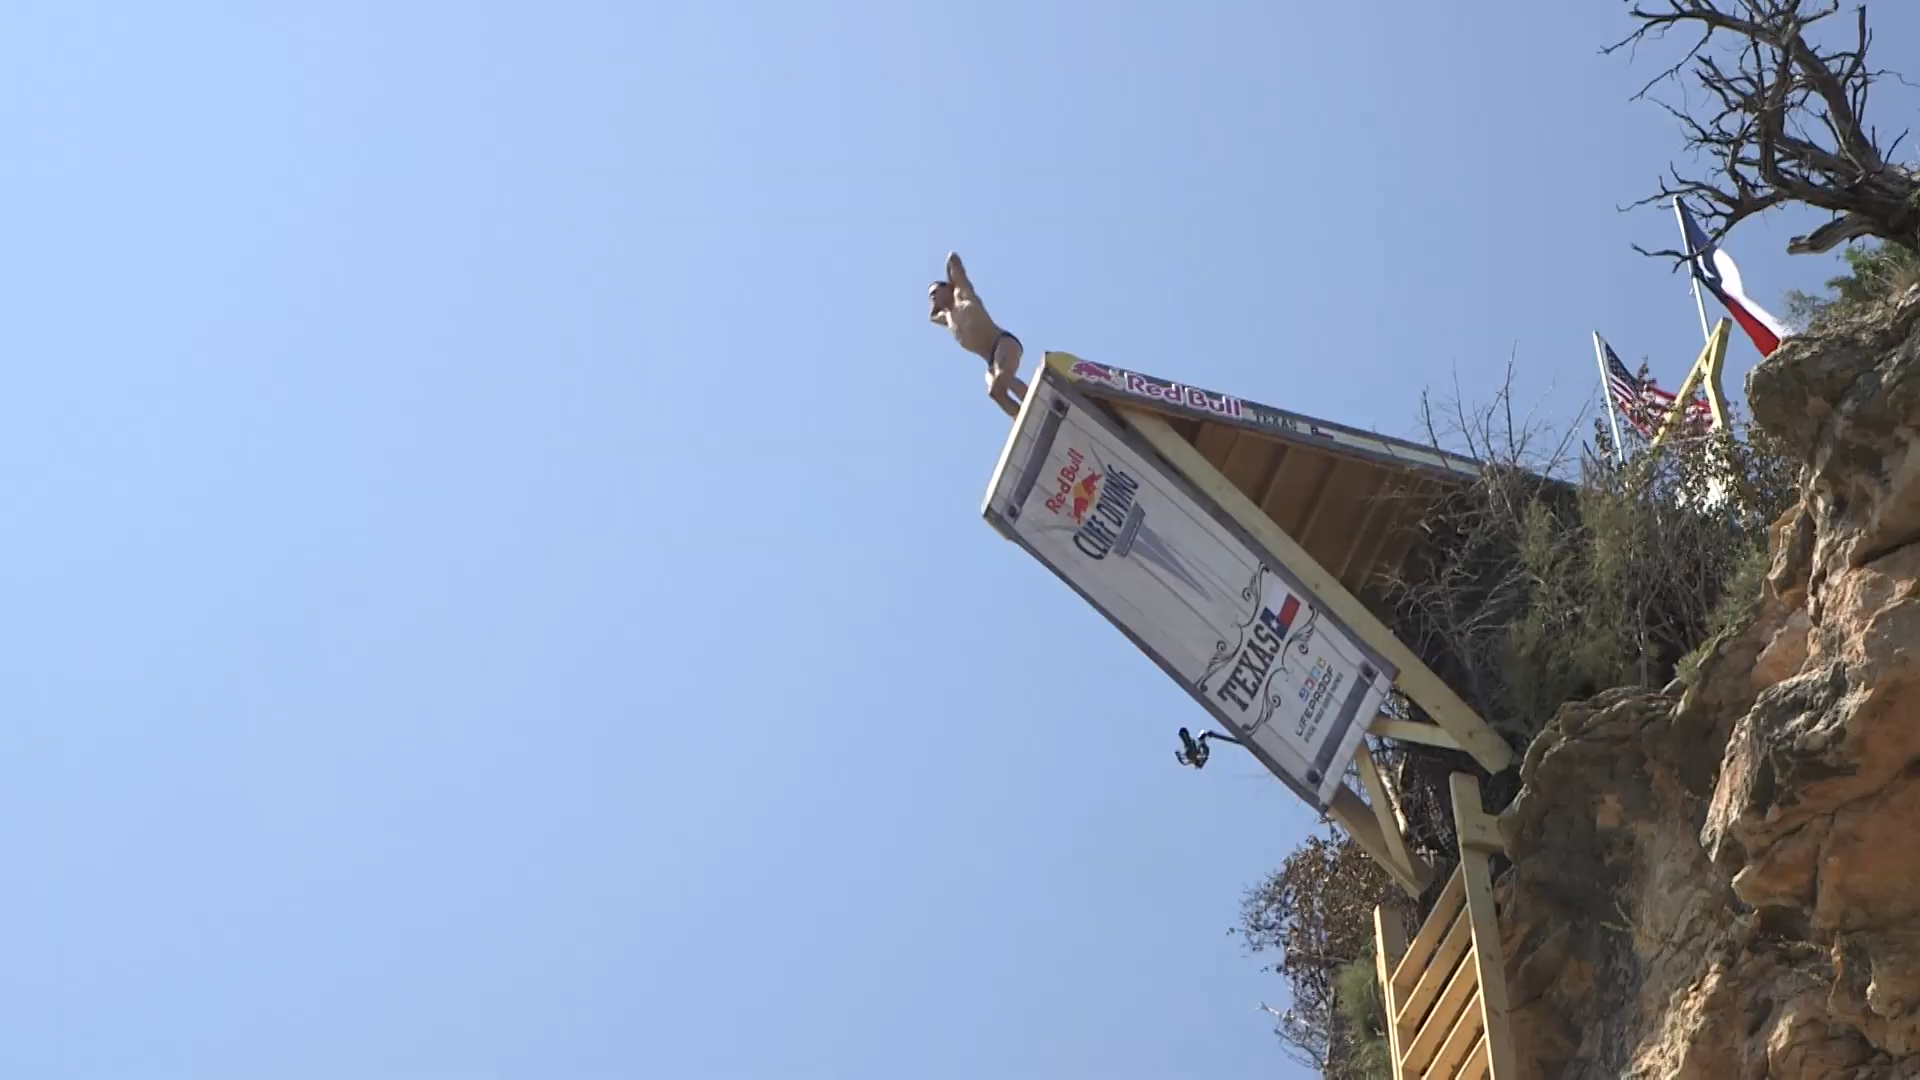 Red Bull
TEXAS
Red Bull
CLIFF DIVING
TEXAS
LIFEPROOF